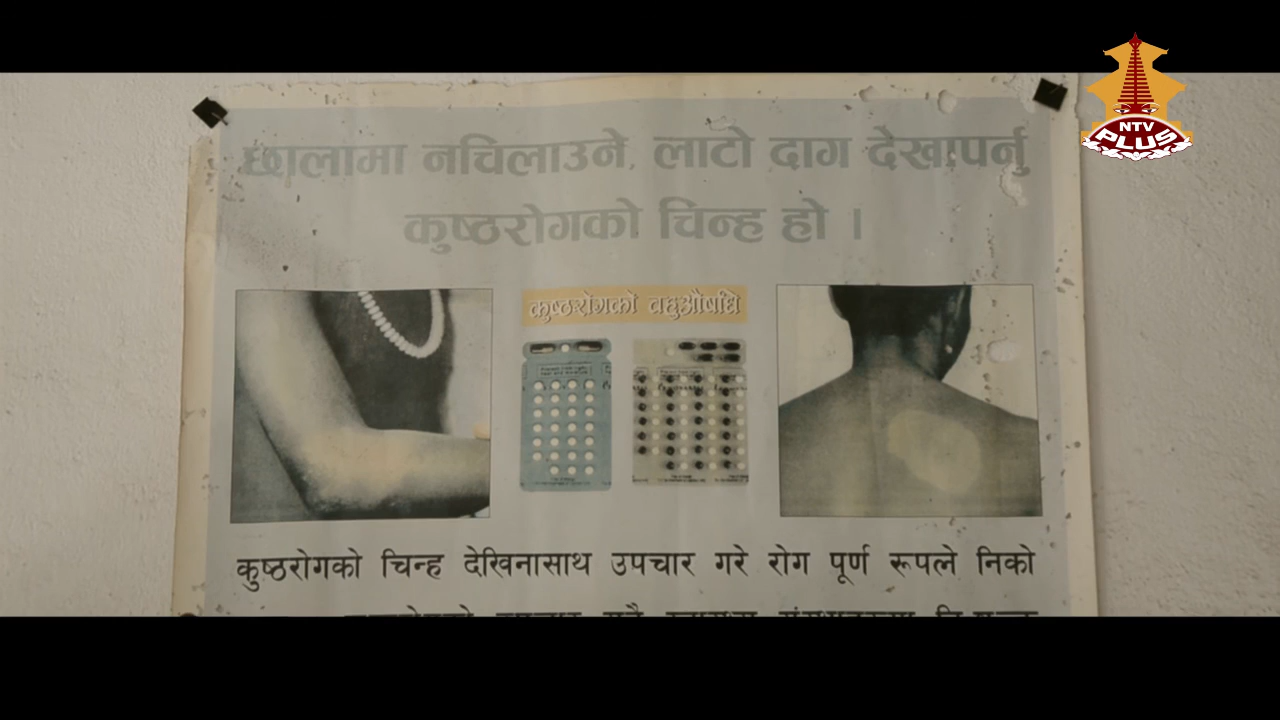 NTV
PLUS
छालामा नचिलाउने, लाटो दाग देखापर्नु
कुष्ठरोगको चिन्ह हो ।
कुष्ठरोगको बहुऔषधि
कुष्ठरोगको चिन्ह देखिनासाथ उपचार गरे रोग पूर्ण रूपले निको